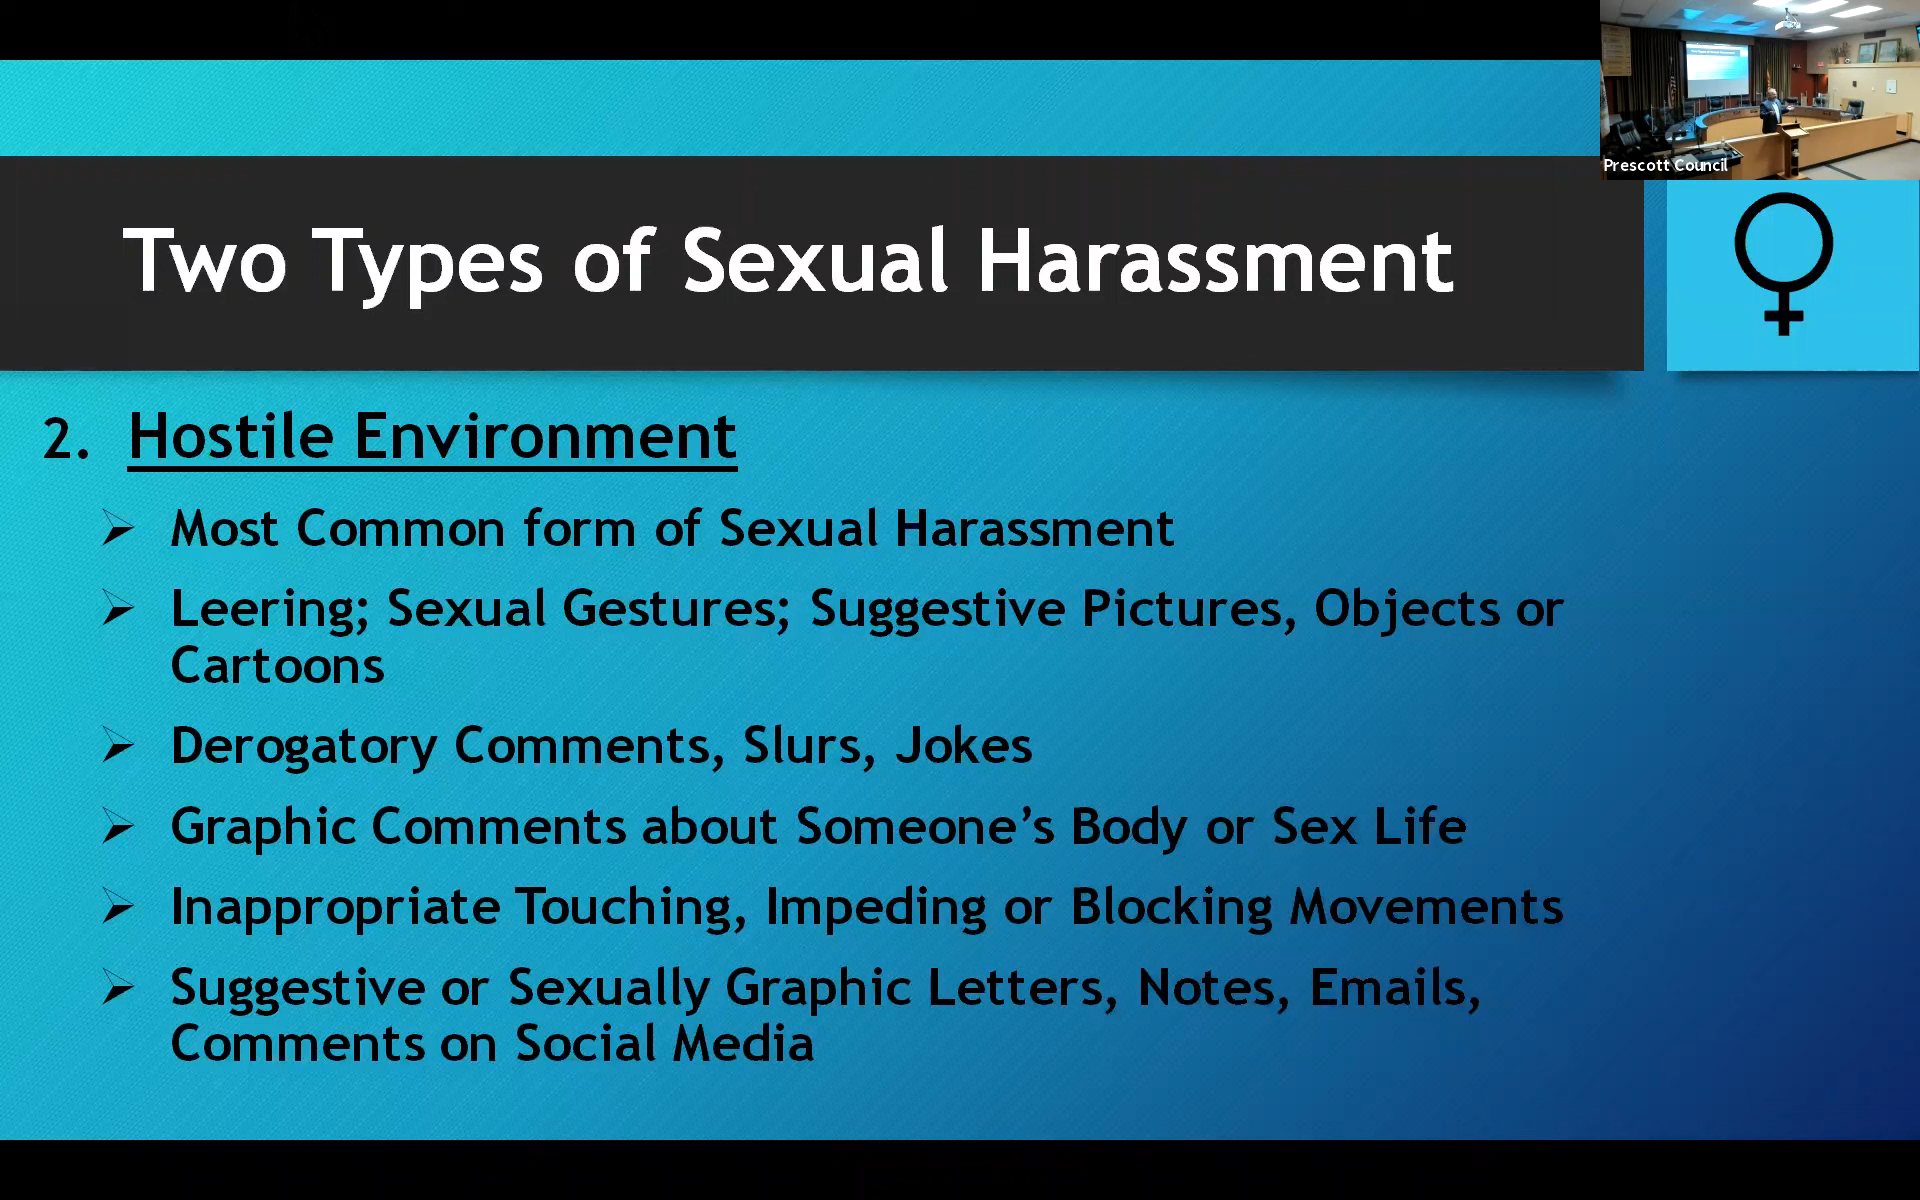 Prescott Council
Two Types of Sexual Harassment
2. Hostile Environment
➢ Most Common form of Sexual Harassment
➢ Leering; Sexual Gestures; Suggestive Pictures, Objects or
Cartoons
➢ Derogatory Comments, Slurs, Jokes
➢ Graphic Comments about Someone’s Body or Sex Life
➢ Inappropriate Touching, Impeding or Blocking Movements
➢ Suggestive or Sexually Graphic Letters, Notes, Emails,
Comments on Social Media